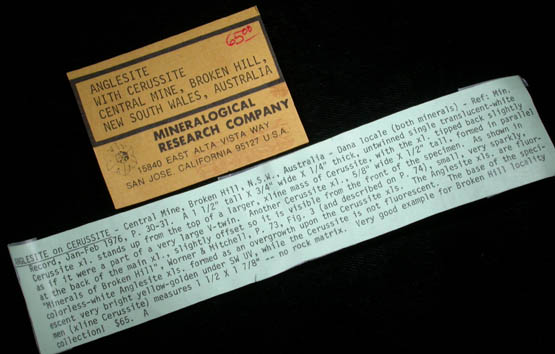 65.00
ANGLESITE
WITH CERUSSITE
CENTRAL MINE, BROKEN HILL,
NEW SOUTH WALES, AUSTRALIA
MINERALOGICAL
RESEARCH COMPANY
15840 EAST ALTA VISTA WAY
SAN JOSE, CALIFORNIA 95127 U.S.A.
ANGLESITE on CERUSSITE - Central Mine, Broken Hill, N.S.W., Australia Dana locale (both minerals) - Ref: Min.
Record, Jan-Feb 1976, P. 30-31. A 1 1/2" tall X 3/4" wide X 1/4" thick, untwinned single translucent-white
Cerussite xl. stands up from the top of a larger, xline mass of Cerussite, with the xl. tipped back slightly
as if it were a part of a very large V-twin. Another Cerussite xl., 5/8" wide X 1/2" tall, formed in parallel
at the back of the main xl., slightly offset so it is visible from the front of the specimen. As shown in
"Minerals of Broken Hill", Worner & Mitchell, P. 73, Fig. 3 (and described on P. 74), small, very sparkly,
colorless-white Anglesite xls. formed as an overgrowth upon the Cerussite xls. The Anglesite xls. are fluor-
escent very bright yellow-golden under SW UV, while the Cerussite is not fluorescent. The base of the speci-
men (xline Cerussite) measures 1 1/2 X 1 7/8" -- no rock matrix. Very good example for Broken Hill locality
collection! $65. A